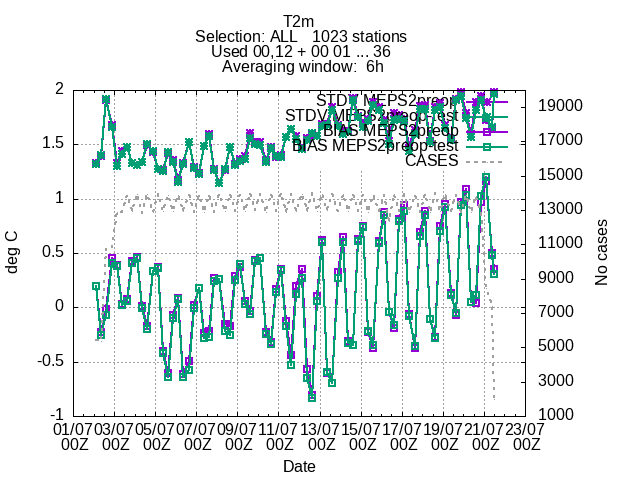 T2m
Selection: ALL 1023 stations
Used 00,12 + 00 01 ... 36
Averaging window: 6h
STDV MEPS2preop
STDV MEPS2preop-test
BIAS MEPS2preop
BIAS MEPS2preop-test
CASES
2
1.5
1
0.5
0
-0.5
-1
deg C
19000
17000
15000
13000
11000
9000
7000
5000
3000
1000
No cases
01/07 03/07 05/07 07/07 09/07 11/07 13/07 15/07 17/07 19/07 21/07 23/07
00Z 00Z 00Z 00Z 00Z 00Z 00Z 00Z 00Z 00Z 00Z 00Z
Date